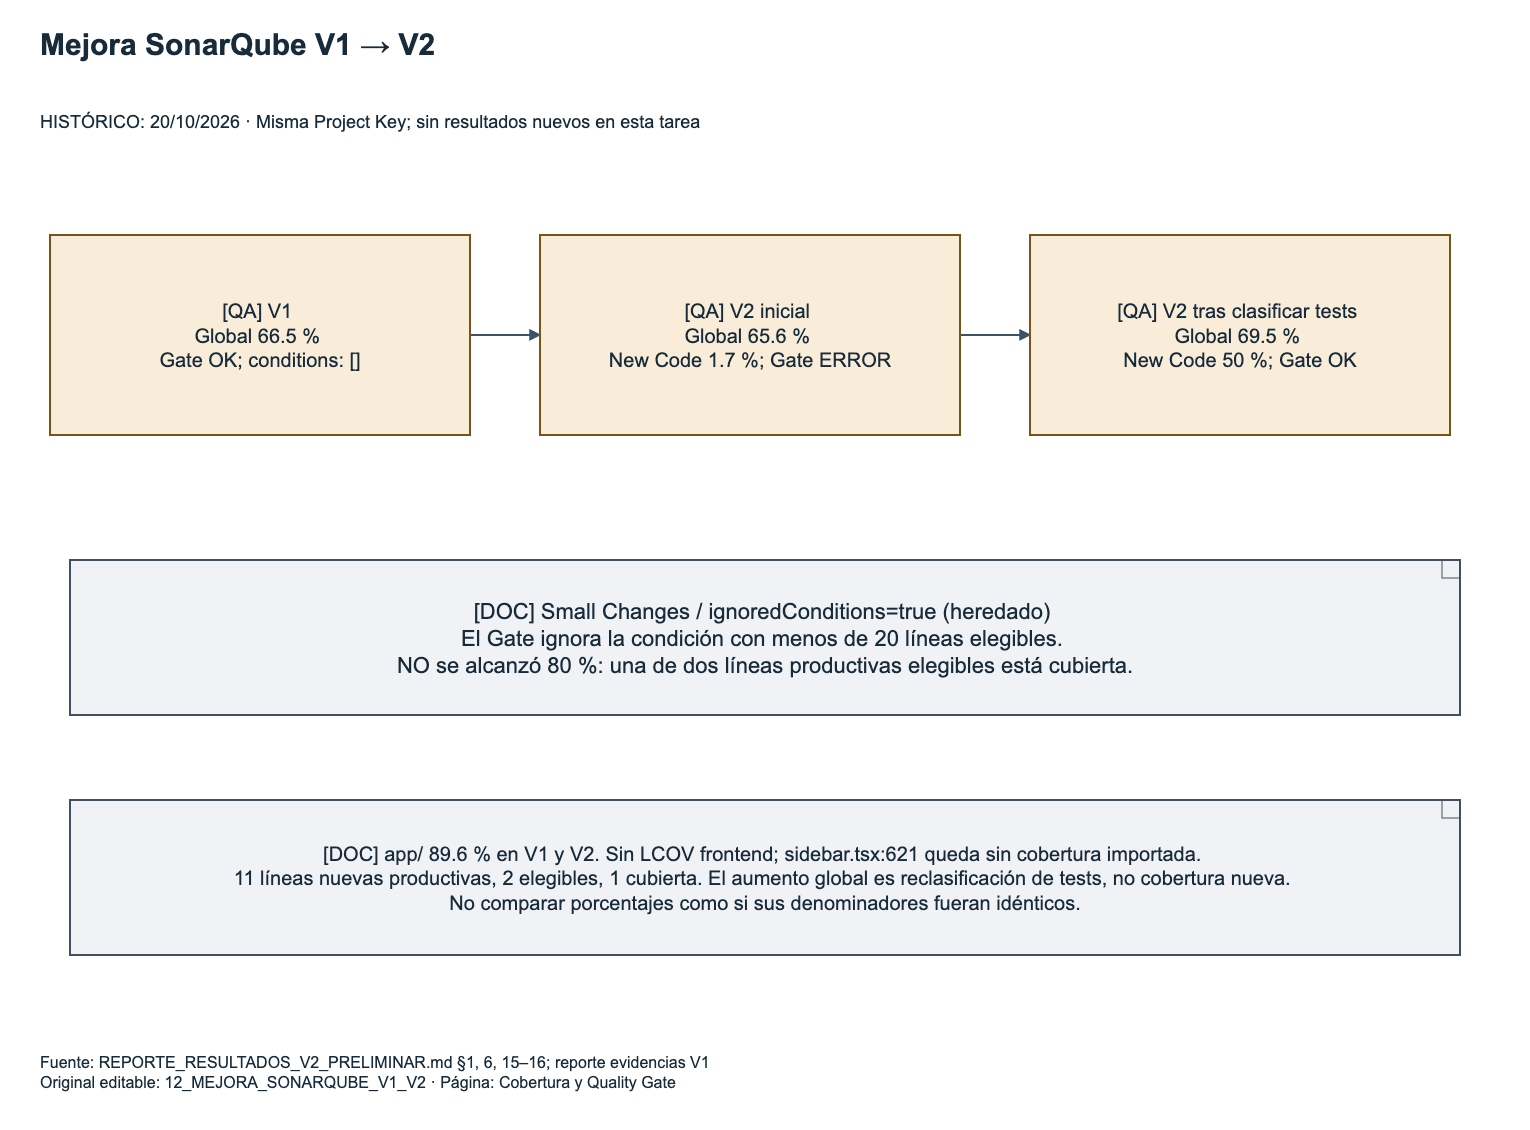 Mejora SonarQube V1 → V2
HISTÓRICO: 20/10/2026 · Misma Project Key; sin resultados nuevos en esta tarea
[QA] V1
Global 66.5 %
Gate OK; conditions: []
[QA] V2 inicial
Global 65.6 %
New Code 1.7 %; Gate ERROR
[QA] V2 tras clasificar tests
Global 69.5 %
New Code 50 %; Gate OK
[DOC] Small Changes / ignoredConditions=true (heredado)
El Gate ignora la condición con menos de 20 líneas elegibles.
NO se alcanzó 80 %: una de dos líneas productivas elegibles está cubierta.
[DOC] app/ 89.6 % en V1 y V2. Sin LCOV frontend; sidebar.tsx:621 queda sin cobertura importada.
11 líneas nuevas productivas, 2 elegibles, 1 cubierta. El aumento global es reclasificación de tests, no cobertura nueva.
No comparar porcentajes como si sus denominadores fueran idénticos.
Fuente: REPORTE_RESULTADOS_V2_PRELIMINAR.md §1, 6, 15–16; reporte evidencias V1
Original editable: 12_MEJORA_SONARQUBE_V1_V2 · Página: Cobertura y Quality Gate